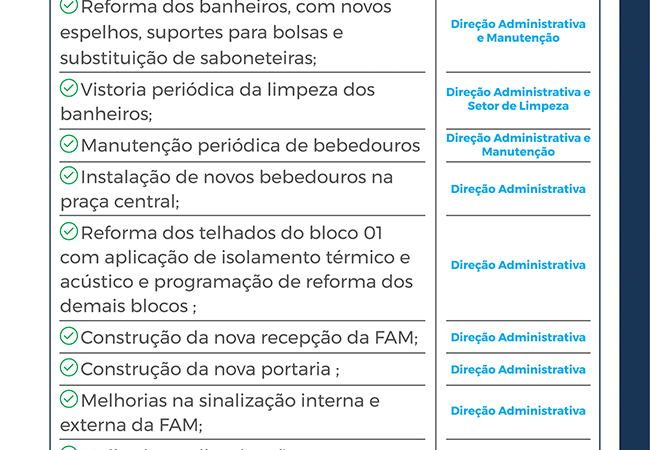 Reforma dos banheiros, com novos
espelhos, suportes para bolsas e
substituição de saboneteiras;
Direção Administrativa
e Manutenção
Vistoria periódica da limpeza dos
banheiros;
Direção Administrativa e
Setor de Limpeza
Manutenção periódica de bebedouros
Direção Administrativa e
Manutenção
Instalação de novos bebedouros na
praça central;
Direção Administrativa
Reforma dos telhados do bloco 01
com aplicação de isolamento térmico e
acústico e programação de reforma dos
demais blocos ;
Direção Administrativa
Construção da nova recepção da FAM;
Direção Administrativa
Construção da nova portaria ;
Direção Administrativa
Melhorias na sinalização interna e
externa da FAM;
Direção Administrativa